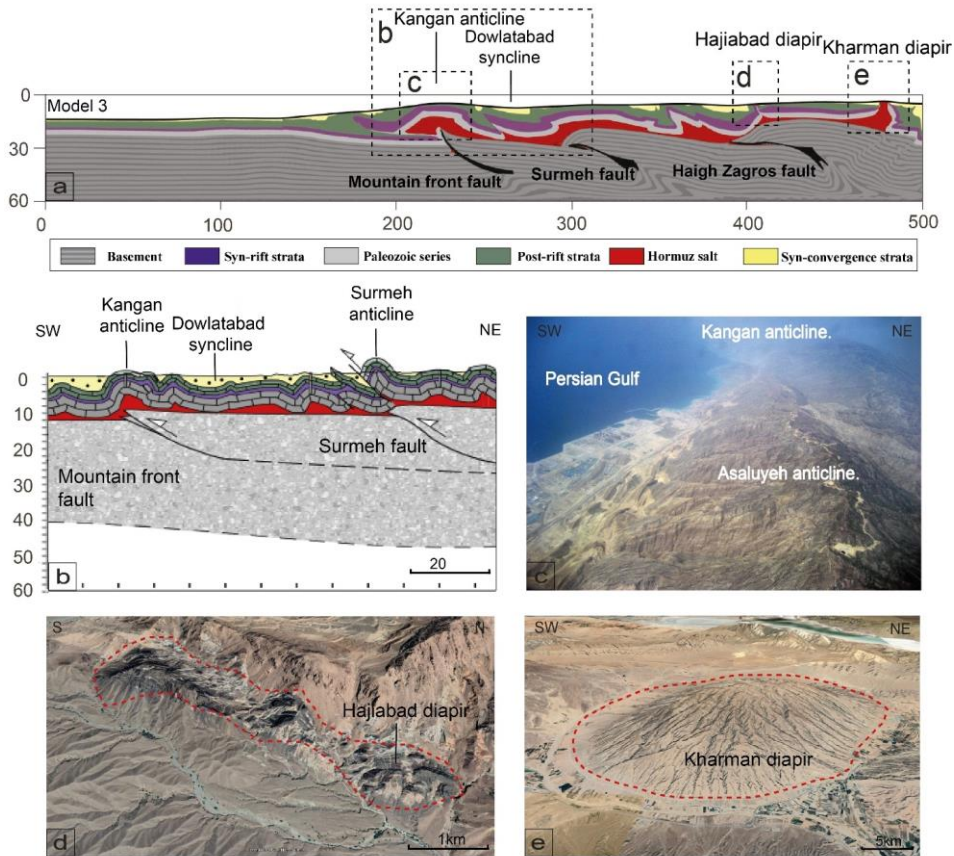 Kangan anticline
Dowlatabad
syncline
b
c
Hajiabad diapir
d
Kharman diapir
e
Model 3
0
30
60
a
Mountain front fault
Surmeh fault
Haigh Zagros fault
0
100
200
300
400
500
Basement
Syn-rift strata
Paleozoic series
Post-rift strata
Hormuz salt
Syn-convergence strata
SW
Kangan
anticline
Dowlatabad
syncline
Surmeh
anticline
NE
0
10
20
30
40
50
60
Mountain front
fault
Surmeh fault
20
b
SW
Kangan anticline.
NE
Persian Gulf
Asaluyeh anticline.
c
S
N
Hajiabad diapir
1km
d
SW
NE
Kharman diapir
5km
e